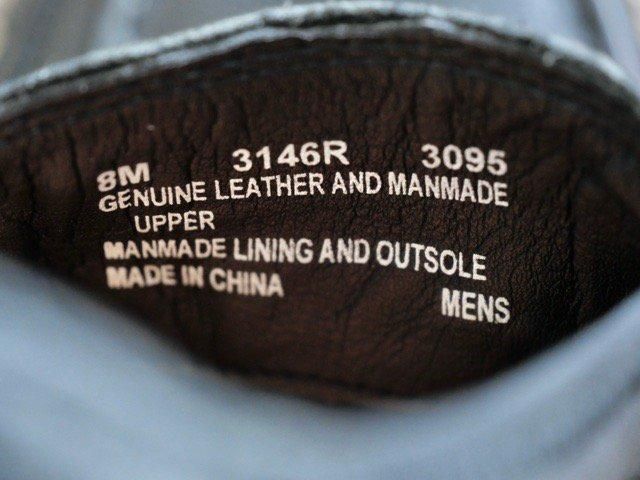 8M 3146R 3095
GENUINE LEATHER AND MANMADE
UPPER
MANMADE LINING AND OUTSOLE
MADE IN CHINA MENS